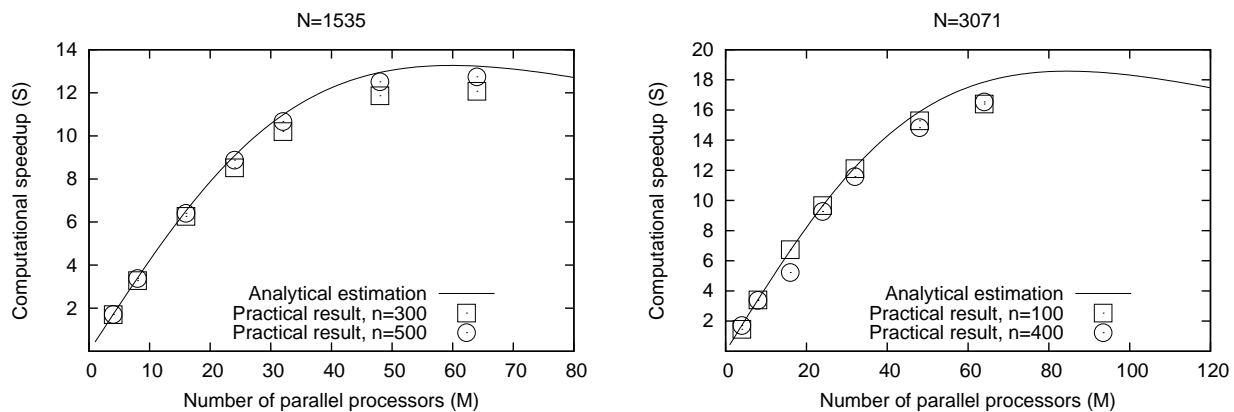 N=1535
14
12
10
8
6
4
2
Computational speedup (S)
Analytical estimation
Practical result, n=300
Practical result, n=500
0 10 20 30 40 50 60 70 80
Number of parallel processors (M)
N=3071
20
18
16
14
12
10
8
6
4
2
Computational speedup (S)
Analytical estimation
Practical result, n=100
Practical result, n=400
0 20 40 60 80 100 120
Number of parallel processors (M)